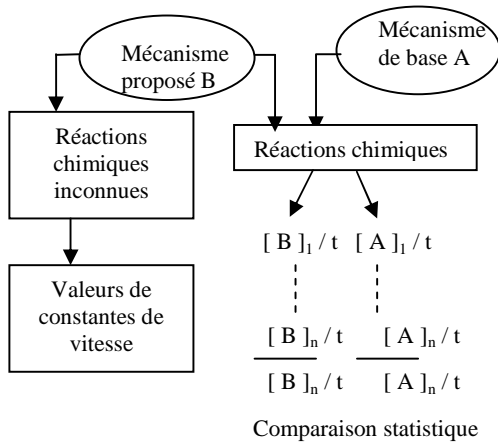 Mécanisme
proposé B
Mécanisme
de base A
Réactions
chimiques
inconnues
Réactions chimiques
Valeurs de
constantes de
vitesse
[ B ]1 / t [ A ]1 / t
[ B ]n / t [ A ]n / t
[ B ]n / t [ A ]n / t
Comparaison statistique